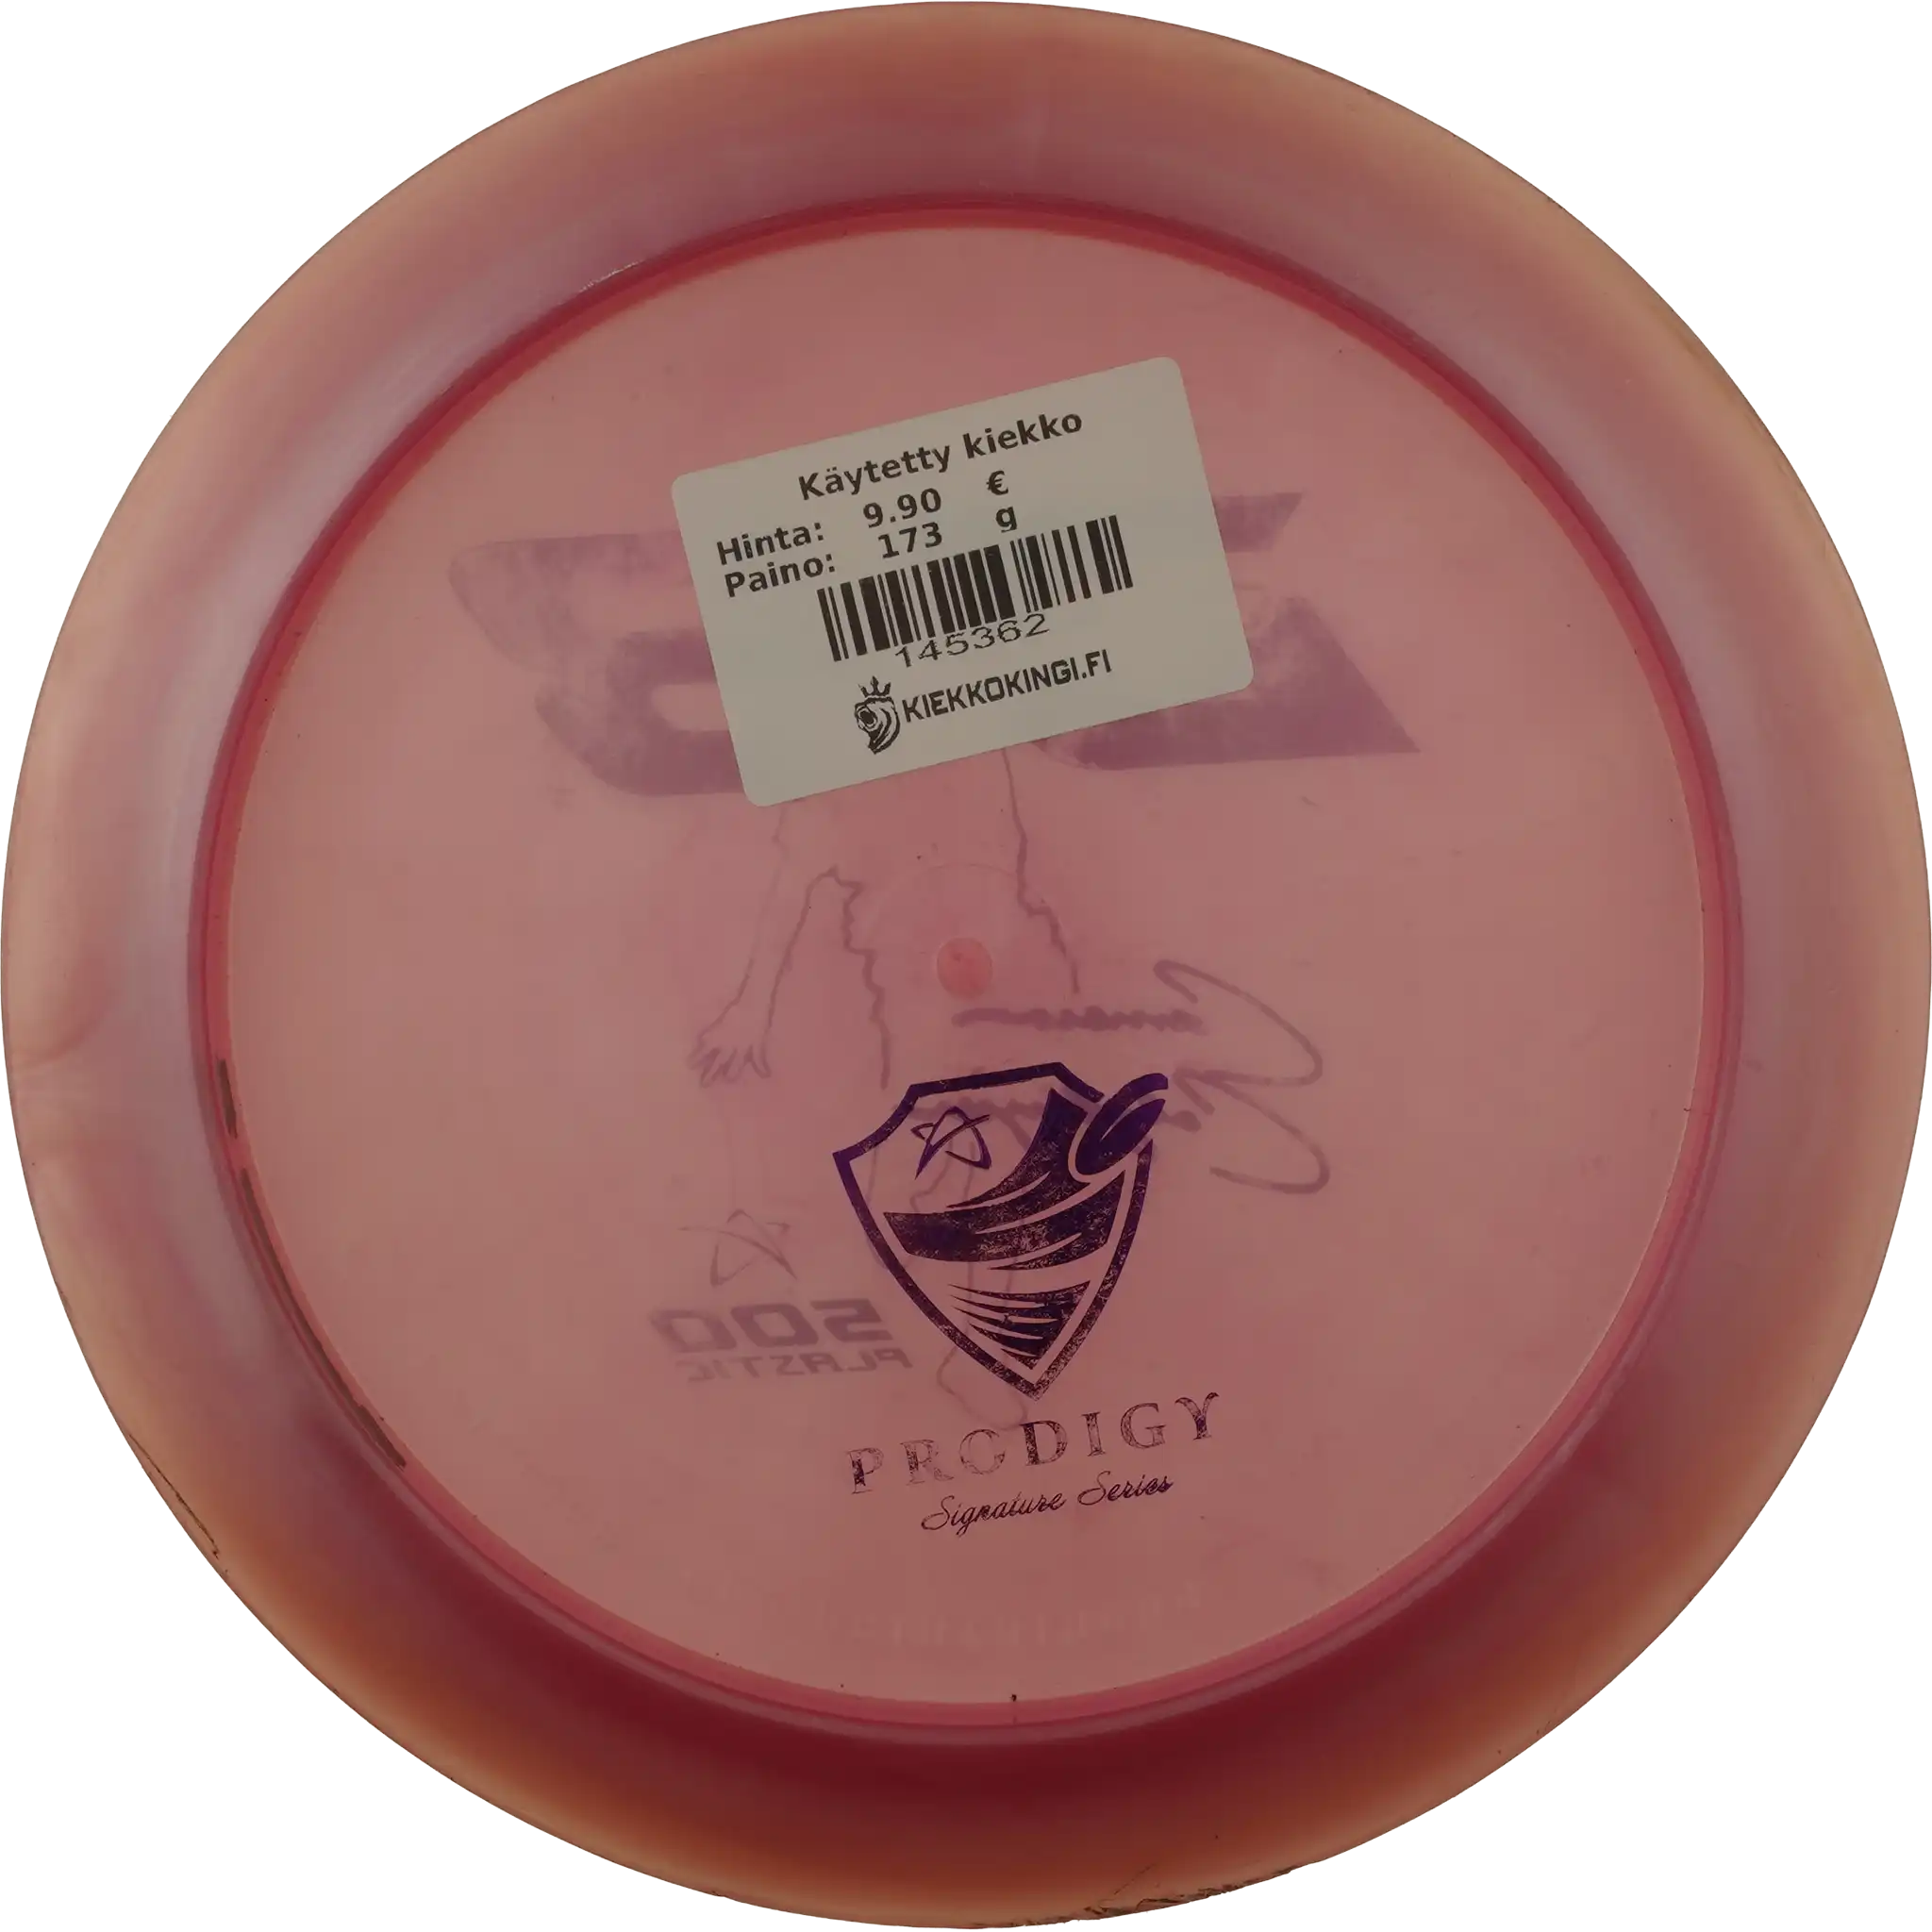 Käytetty kiekko
Hinta: 9.90 €
Paino: 173 g
145362
KIEKKOKINGI.FI
500
PLASTIC
PRODIGY
Signature Series